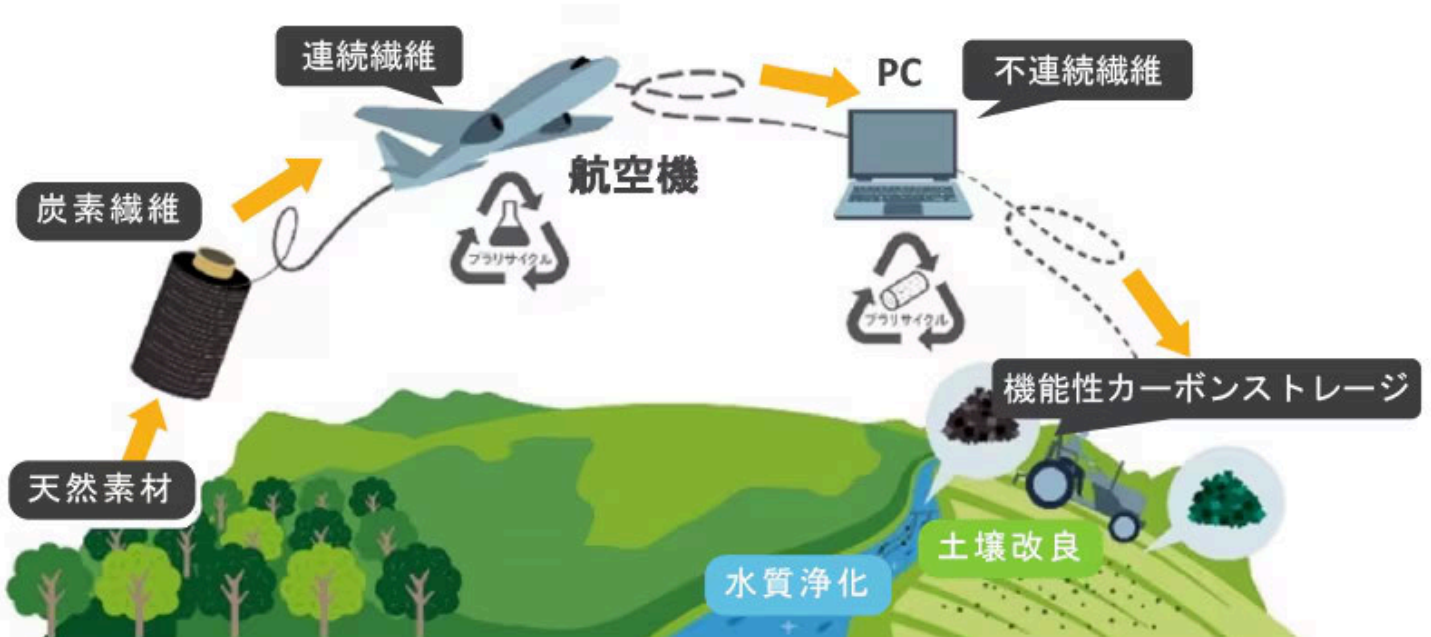 連続繊維
PC
不連続繊維
航空機
炭素繊維
プラリサイクル
プラリサイクル
機能性カーボンストレージ
天然素材
土壌改良
水質浄化